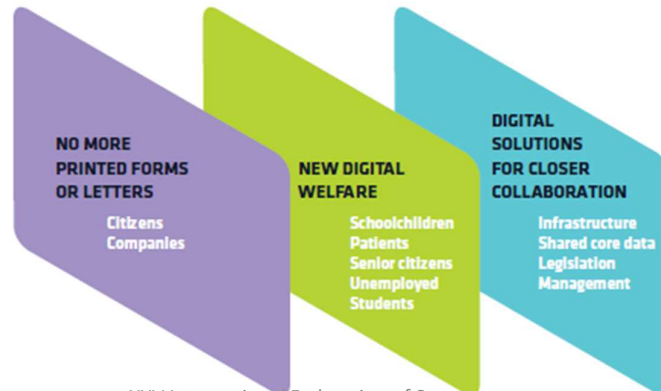 NO MORE
PRINTED FORMS
OR LETTERS
Citizens
Companies
NEW DIGITAL
WELFARE
Schoolchildren
Patients
Senior citizens
Unemployed
Students
DIGITAL
SOLUTIONS
FOR CLOSER
COLLABORATION
Infrastructure
Shared core data
Legislation
Management